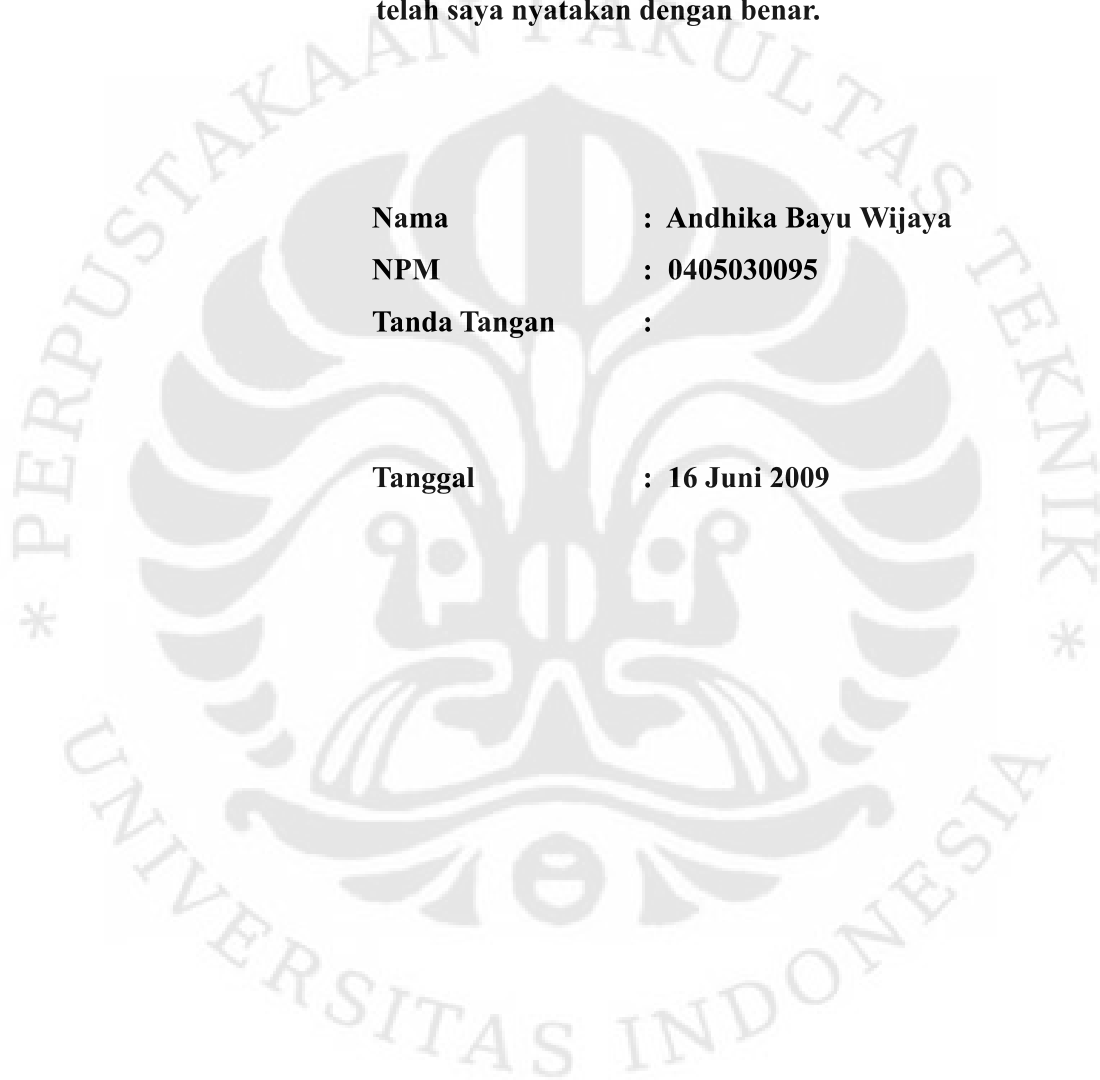 telah saya nyatakan dengan benar.
PERPUSTAKAAN FAKULTAS TEKNIK
Nama : Andhika Bayu Wijaya
NPM : 0405030095
Tanda Tangan :
Tanggal : 16 Juni 2009
* UNIVERSITAS INDONESIA *